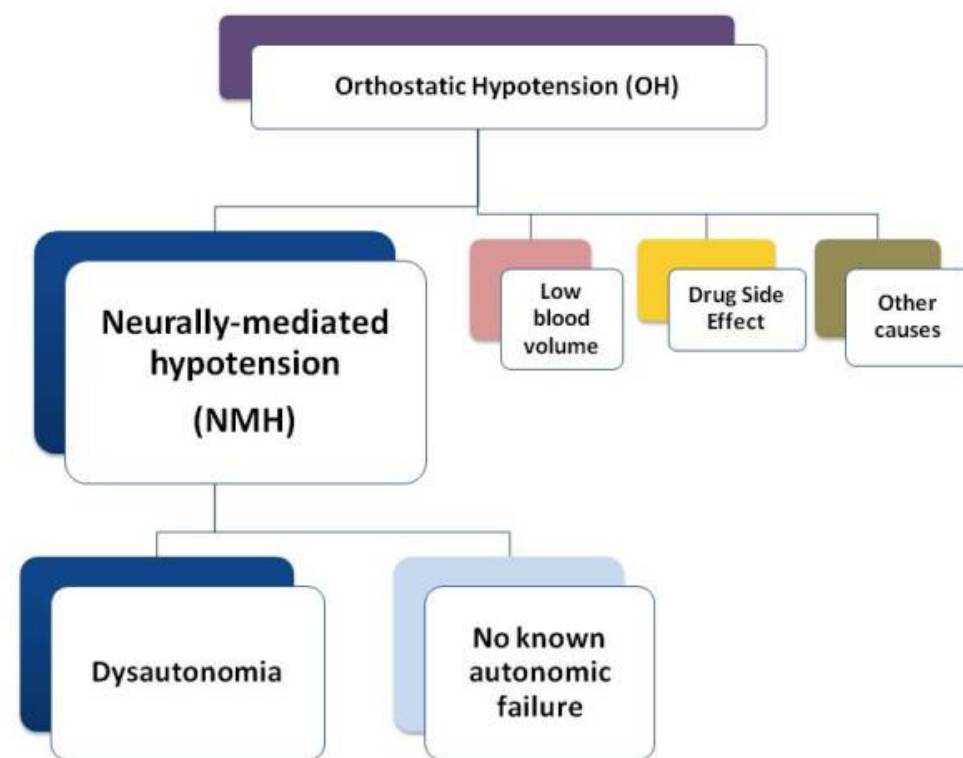 Orthostatic Hypotension (OH)
Neurally-mediated
hypotension
(NMH)
Low
blood
volume
Drug Side
Effect
Other
causes
Dysautonomia
No known
autonomic
failure